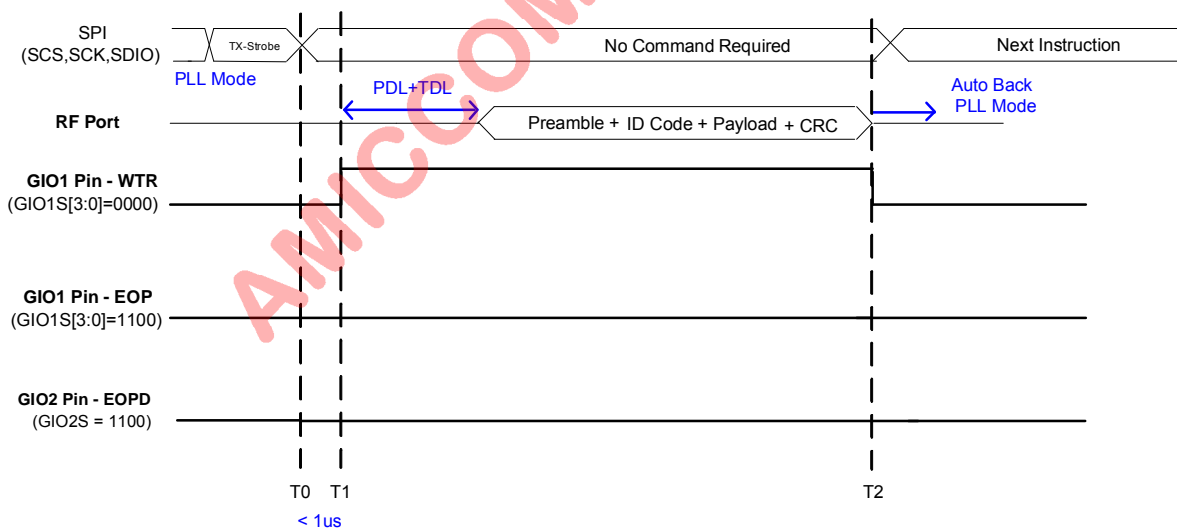 SPI
(SCS,SCK,SDIO)
TX-Strobe
No Command Required
Next Instruction
PLL Mode
PDL+TDL
Auto Back
PLL Mode
RF Port
Preamble + ID Code + Payload + CRC
GIO1 Pin - WTR
(GIO1S[3:0]=0000)
GIO1 Pin - EOP
(GIO1S[3:0]=1100)
GIO2 Pin - EOPD
(GIO2S = 1100)
T0 T1 T2
< 1us
AMICCOM